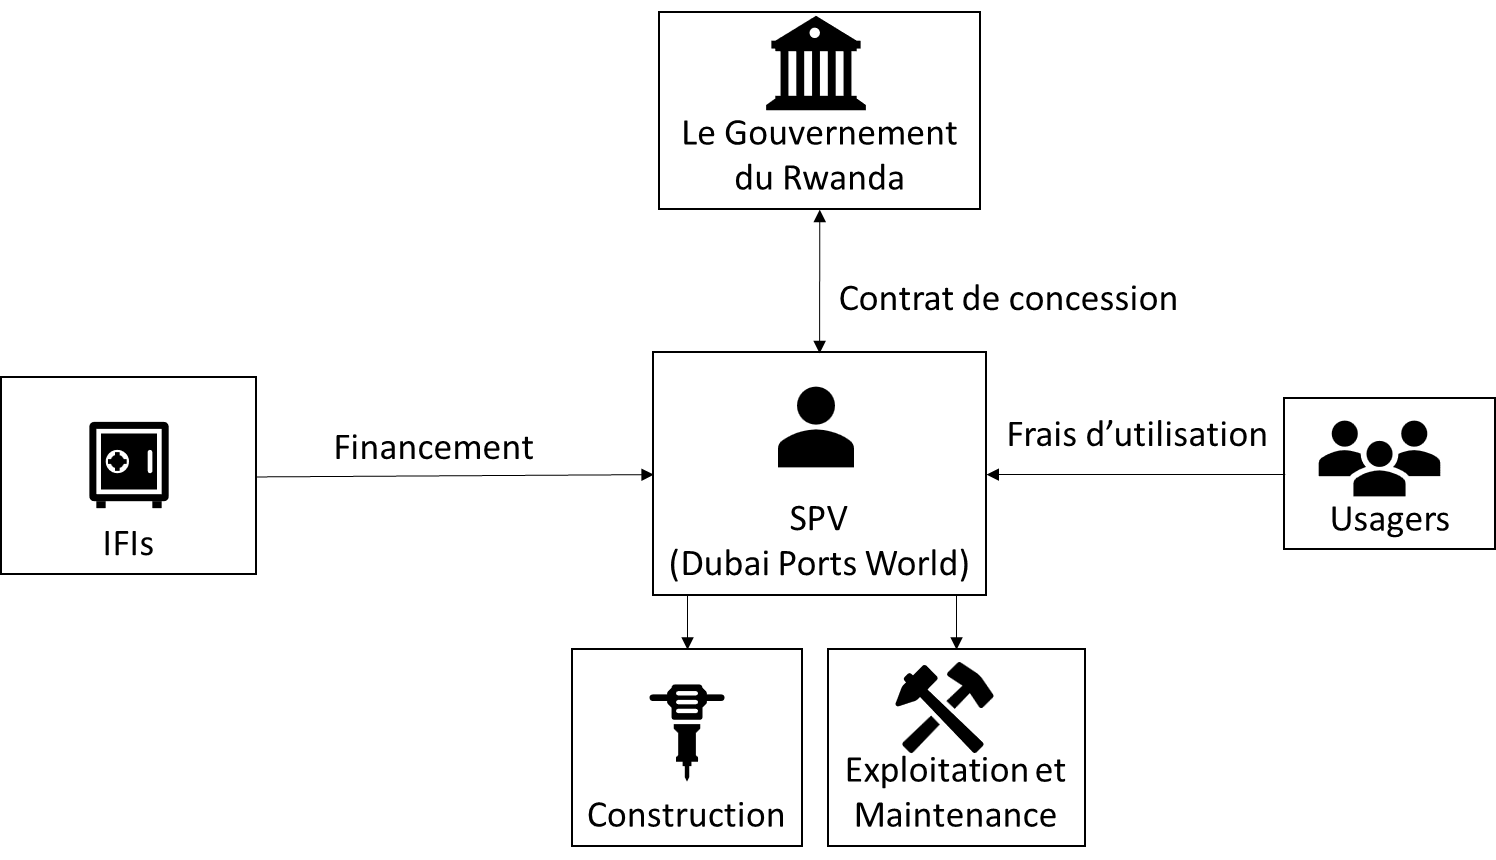 Le Gouvernement
du Rwanda
Contrat de concession
IFIs
Financement
SPV
(Dubai Ports World)
Frais d’utilisation
Usagers
Construction
Exploitation et
Maintenance